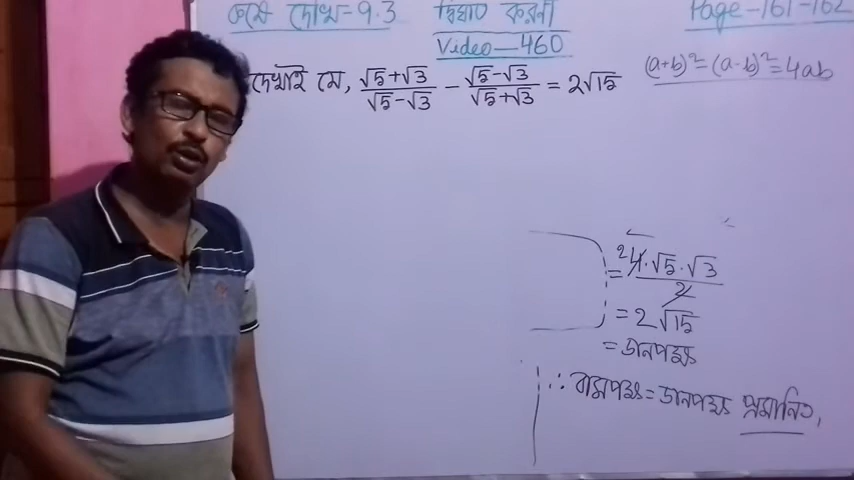 কষে দেখি-9.3 দ্বিঘাত করণী Page-161-162
Video-460
দেখাই যে, (√5+√3)/(√5-√3) - (√5-√3)/(√5+√3) = 2√15 (a+b)²=(a-b)²=4ab
= ²4·√5·√3/2
= 2√15
= ডানপক্ষ
∴ বামপক্ষ = ডানপক্ষ প্রমানিত,